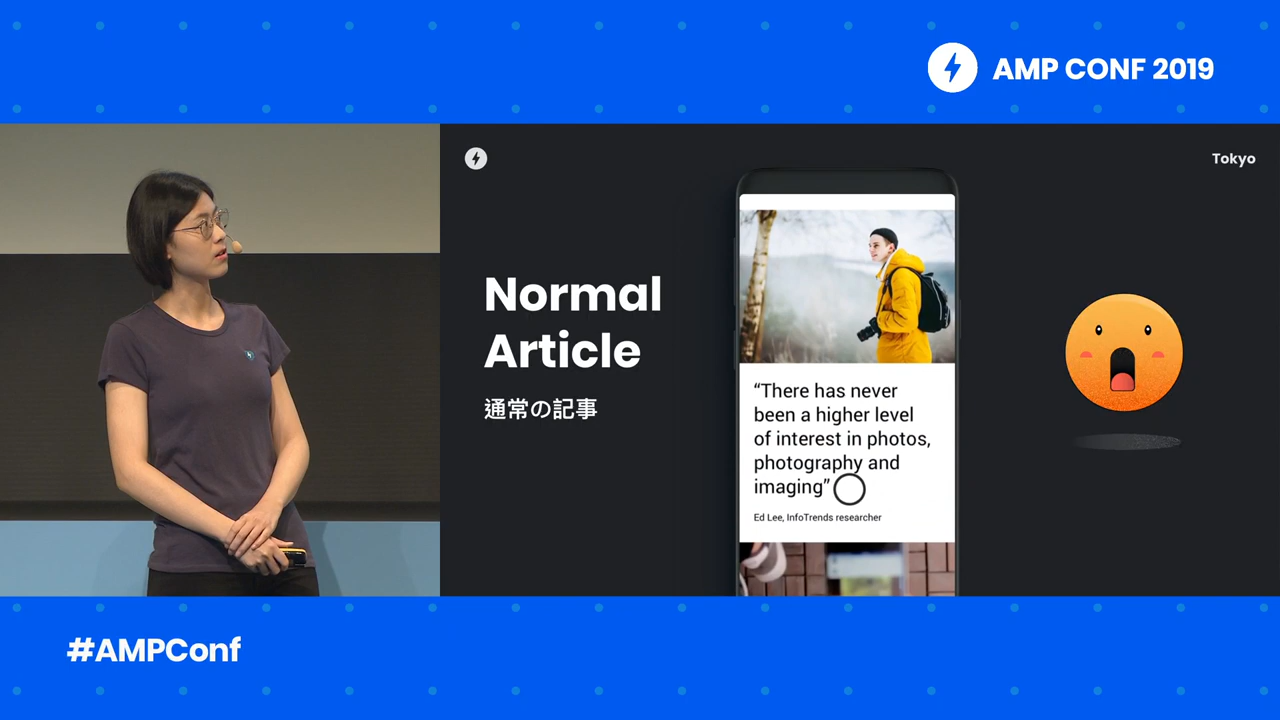 AMP CONF 2019
Tokyo
Normal
Article
通常の記事
“There has never
been a higher level
of interest in photos,
photography and
imaging”
Ed Lee, InfoTrends researcher
#AMPConf